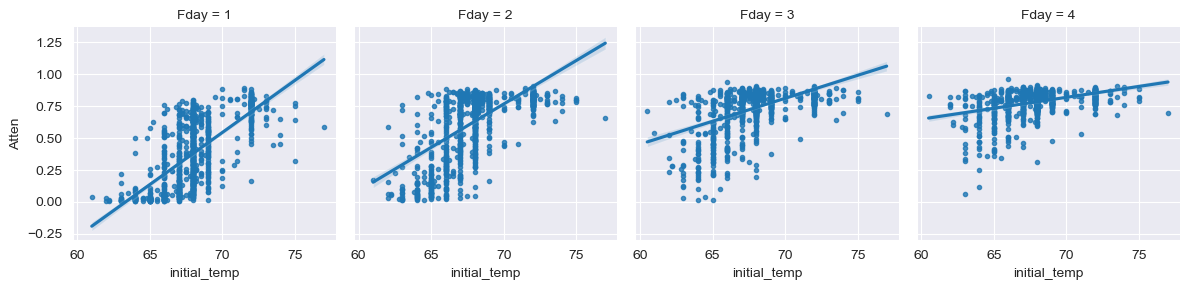 Fday = 1 Fday = 2 Fday = 3 Fday = 4
1.25
1.00
0.75
0.50
0.25
0.00
−0.25
Atten
60 65 70 75 60 65 70 75 60 65 70 75 60 65 70 75
initial_temp initial_temp initial_temp initial_temp